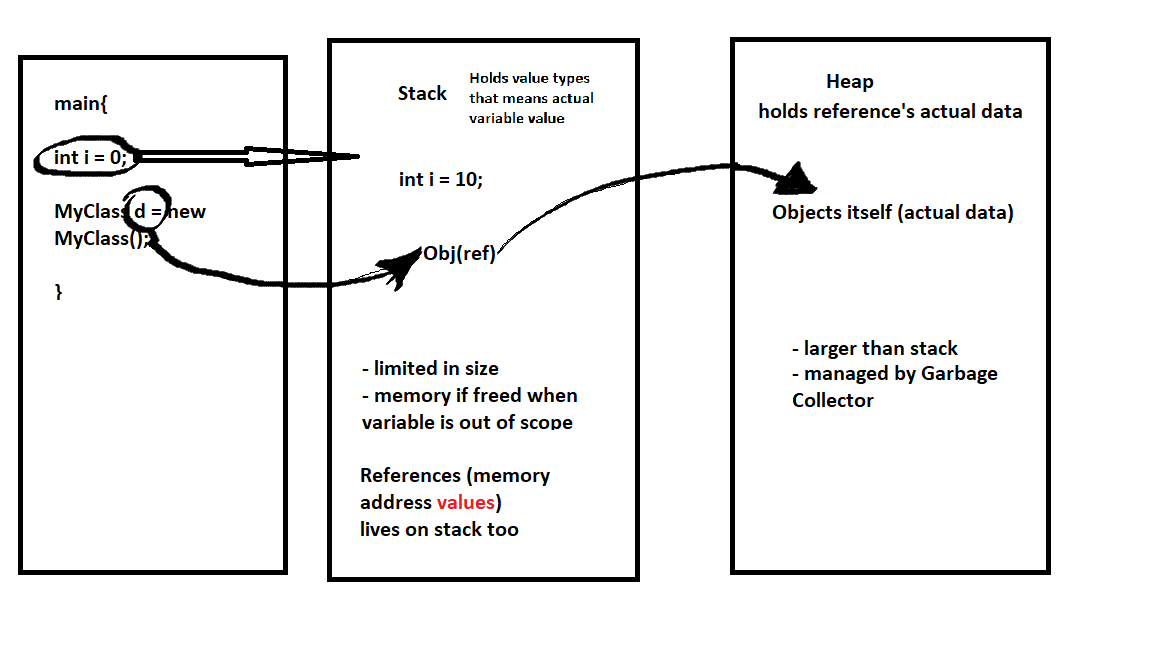 main{
int i = 0;
MyClass d = new
MyClass();
}
Stack
Holds value types
that means actual
variable value
int i = 10;
Obj(ref)
- limited in size
- memory if freed when
variable is out of scope
References (memory
address values)
lives on stack too
Heap
holds reference's actual data
Objects itself (actual data)
- larger than stack
- managed by Garbage
Collector